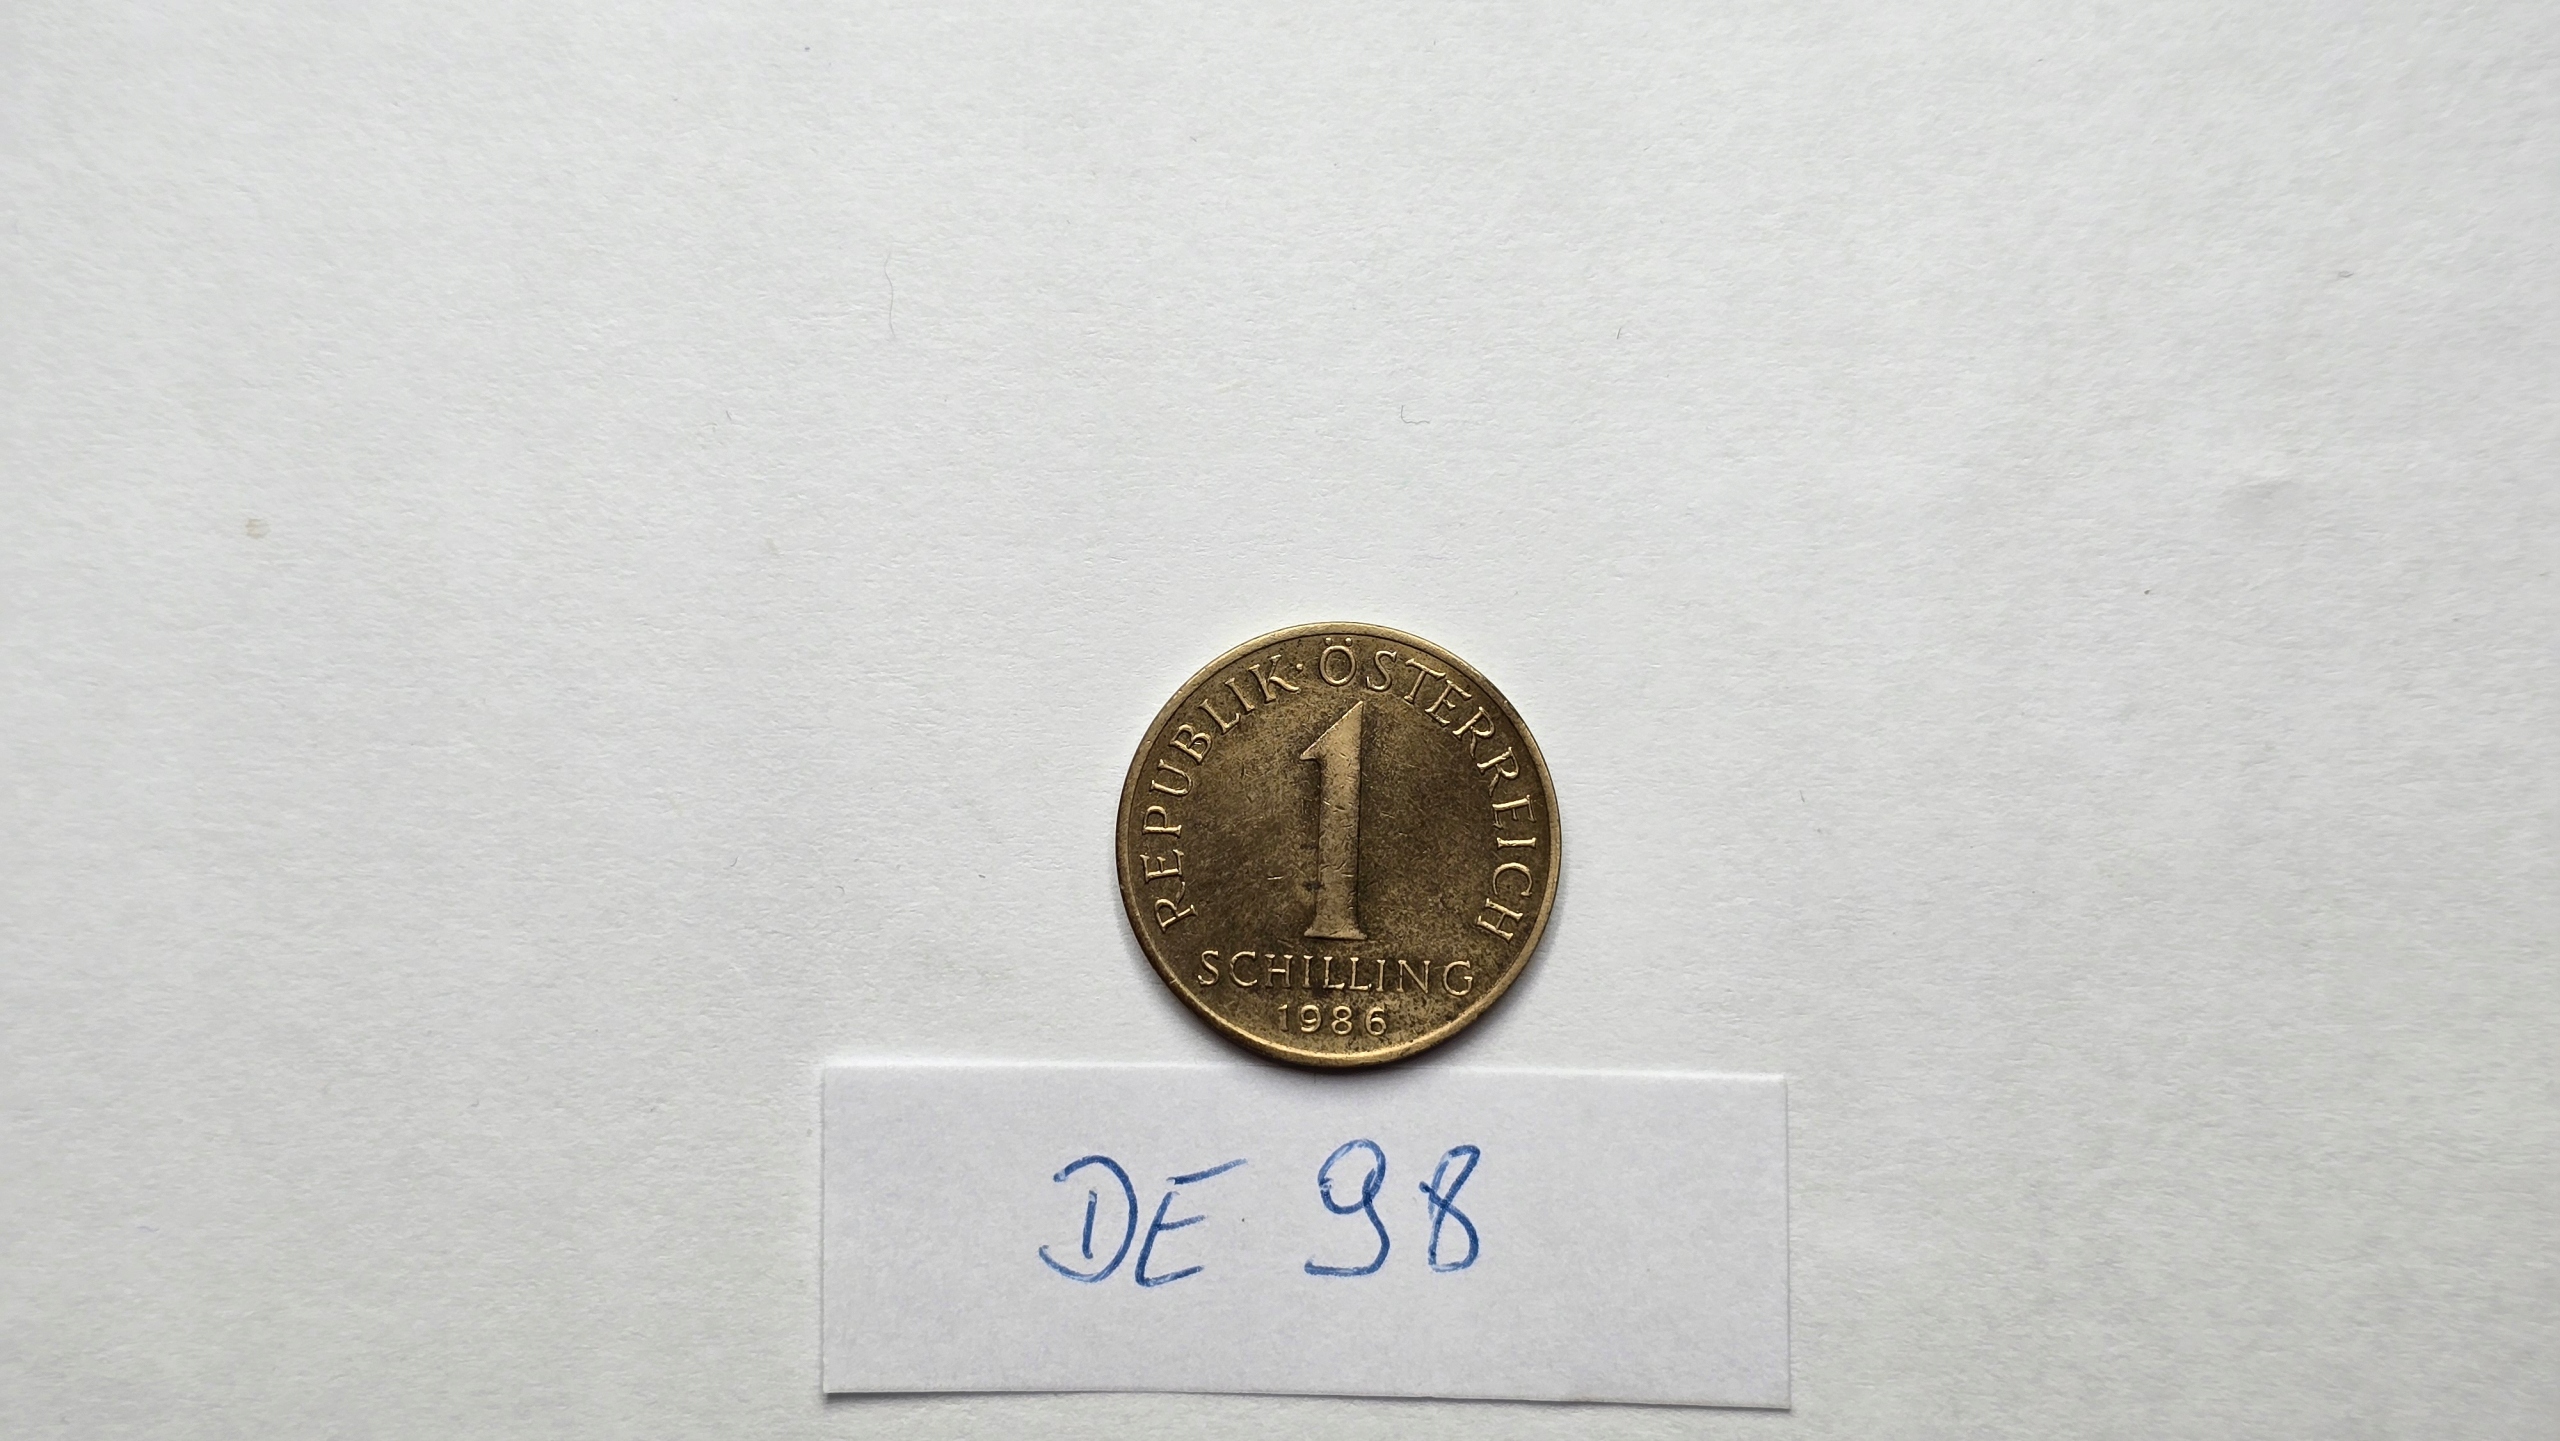 REPUBLIK·ÖSTERREICH
1
SCHILLING
1986
DE 98